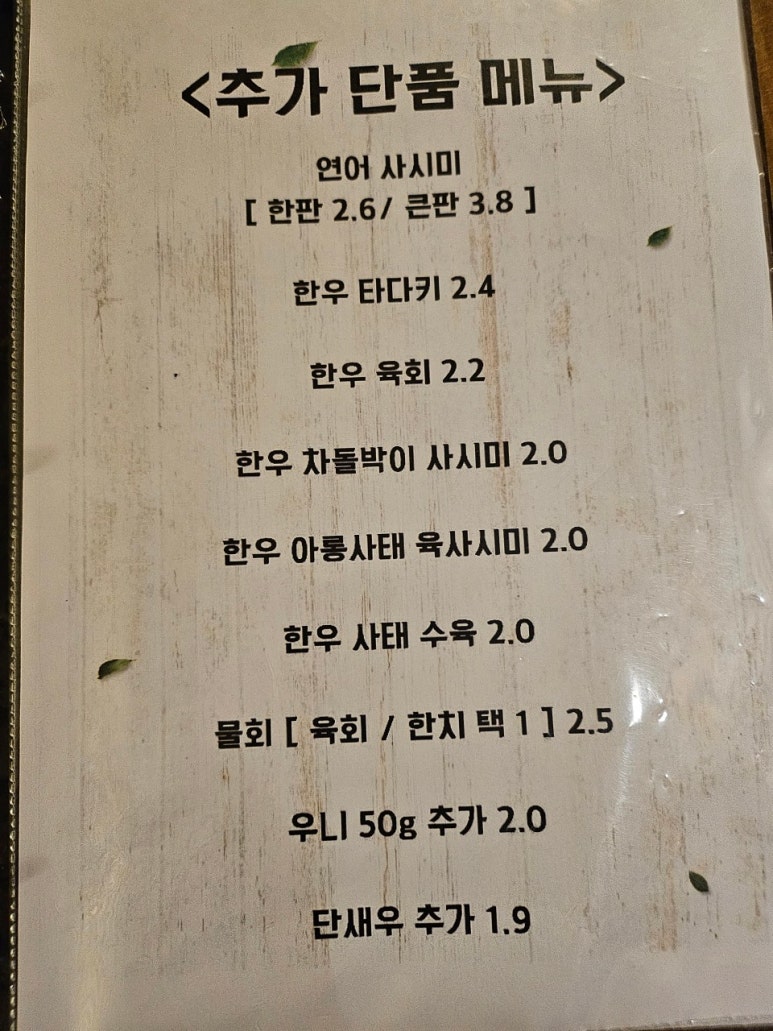 <추가 단품 메뉴>
연어 사시미
[ 한판 2.6/ 큰판 3.8 ]
한우 타다키 2.4
한우 육회 2.2
한우 차돌박이 사시미 2.0
한우 아롱사태 육사시미 2.0
한우 사태 수육 2.0
물회 [ 육회 / 한치 택 1 ] 2.5
우니 50g 추가 2.0
단새우 추가 1.9